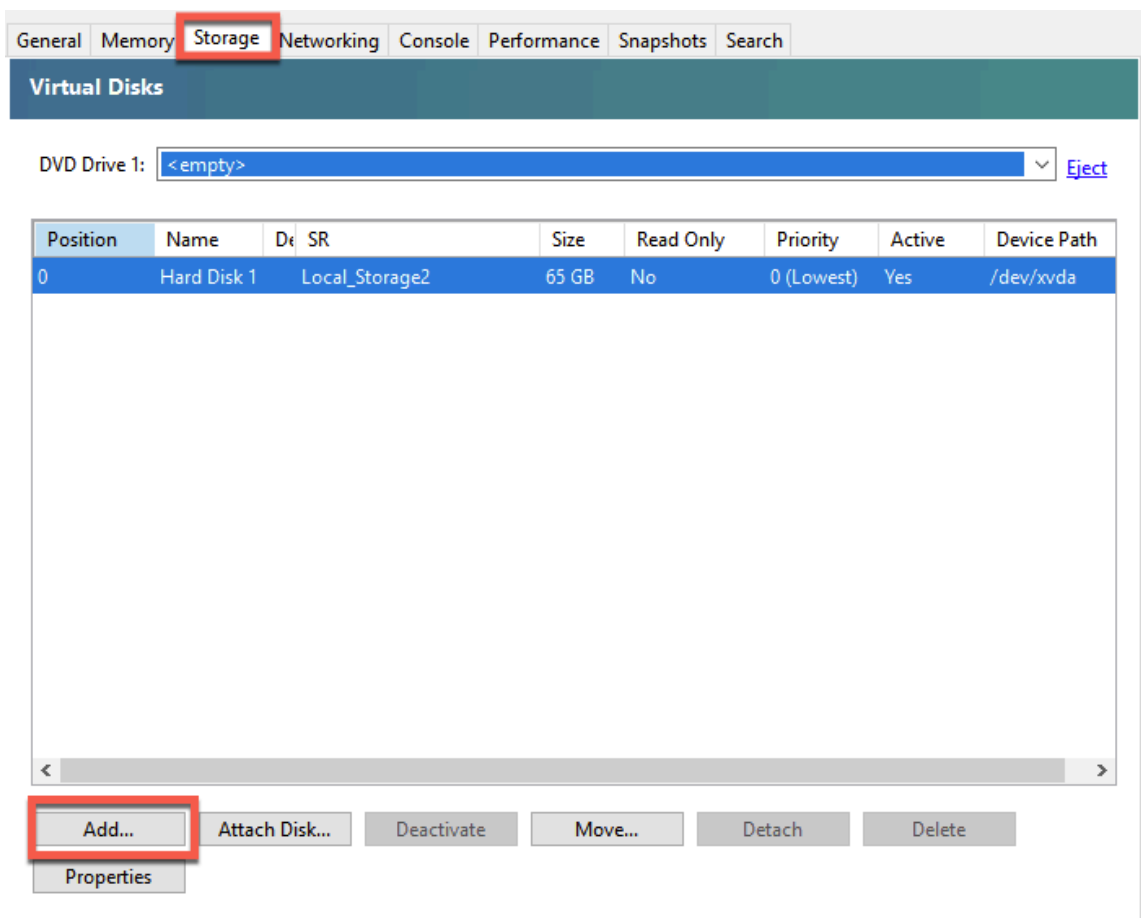 General Memory Storage Networking Console Performance Snapshots Search
Virtual Disks
DVD Drive 1: <empty> Eject
Position Name De SR Size Read Only Priority Active Device Path
0 Hard Disk 1 Local_Storage2 65 GB No 0 (Lowest) Yes /dev/xvda
Add... Attach Disk... Deactivate Move... Detach Delete
Properties